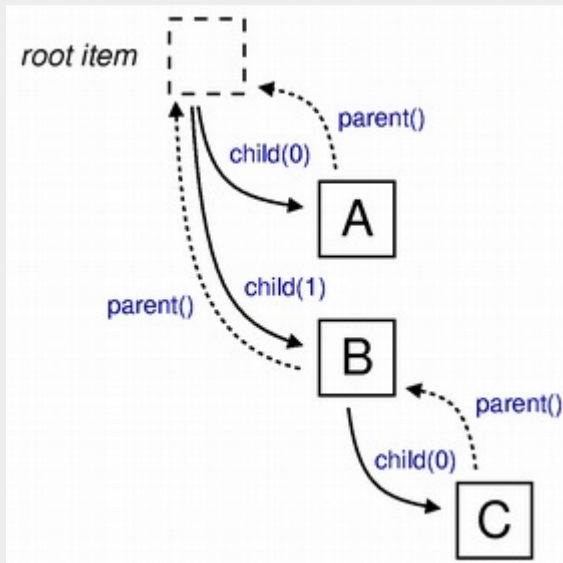 root item
parent()
child(0)
A
child(1)
parent()
B
parent()
child(0)
C